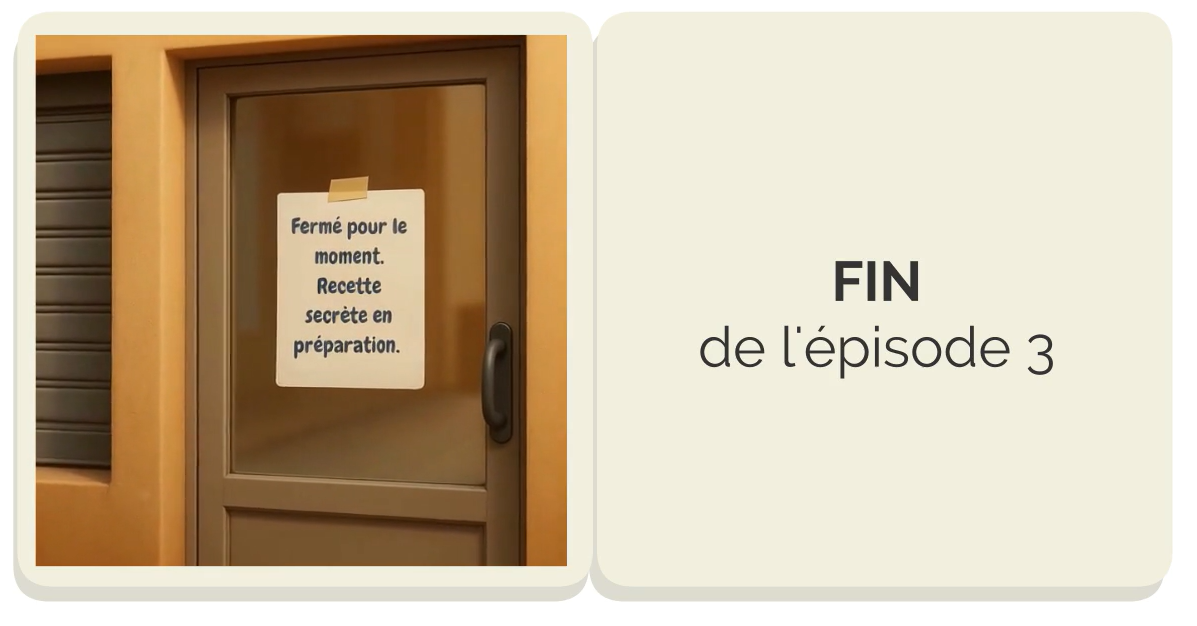 Fermé pour le
moment.
Recette
secrète en
préparation.
FIN
de l'épisode 3